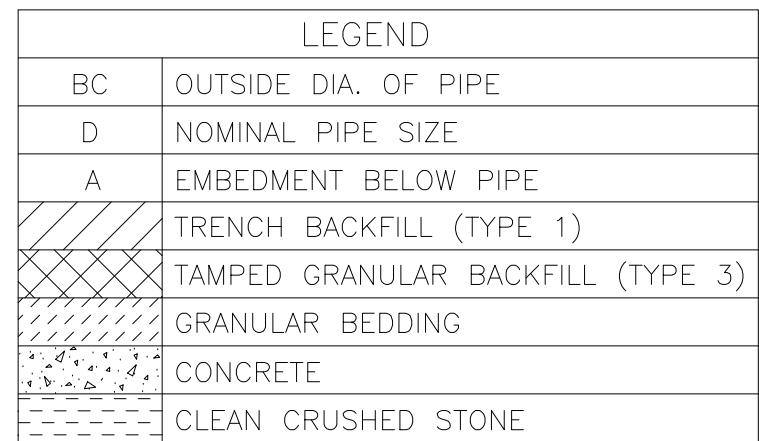 LEGEND
BC OUTSIDE DIA. OF PIPE
D NOMINAL PIPE SIZE
A EMBEDMENT BELOW PIPE
TRENCH BACKFILL (TYPE 1)
TAMPED GRANULAR BACKFILL (TYPE 3)
GRANULAR BEDDING
CONCRETE
CLEAN CRUSHED STONE